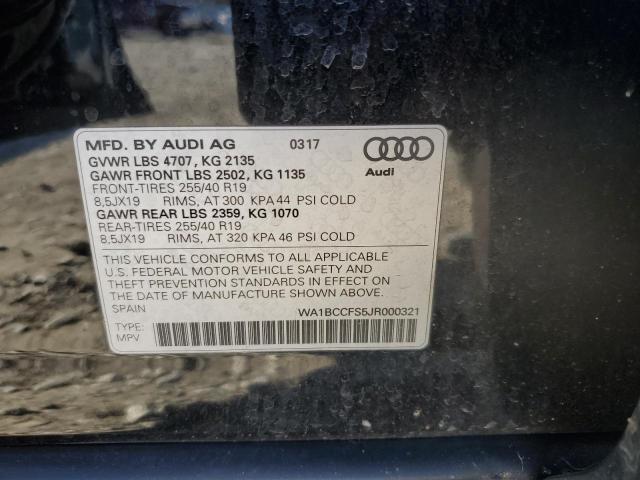 MFD. BY AUDI AG 0317
GVWR LBS 4707, KG 2135
GAWR FRONT LBS 2502, KG 1135
FRONT-TIRES 255/40 R19
8,5JX19 RIMS, AT 300 KPA 44 PSI COLD
GAWR REAR LBS 2359, KG 1070
REAR-TIRES 255/40 R19
8,5JX19 RIMS, AT 320 KPA 46 PSI COLD
Audi
THIS VEHICLE CONFORMS TO ALL APPLICABLE
U.S. FEDERAL MOTOR VEHICLE SAFETY AND
THEFT PREVENTION STANDARDS IN EFFECT ON
THE DATE OF MANUFACTURE SHOWN ABOVE.
SPAIN WA1BCCFS5JR000321
TYPE:
MPV